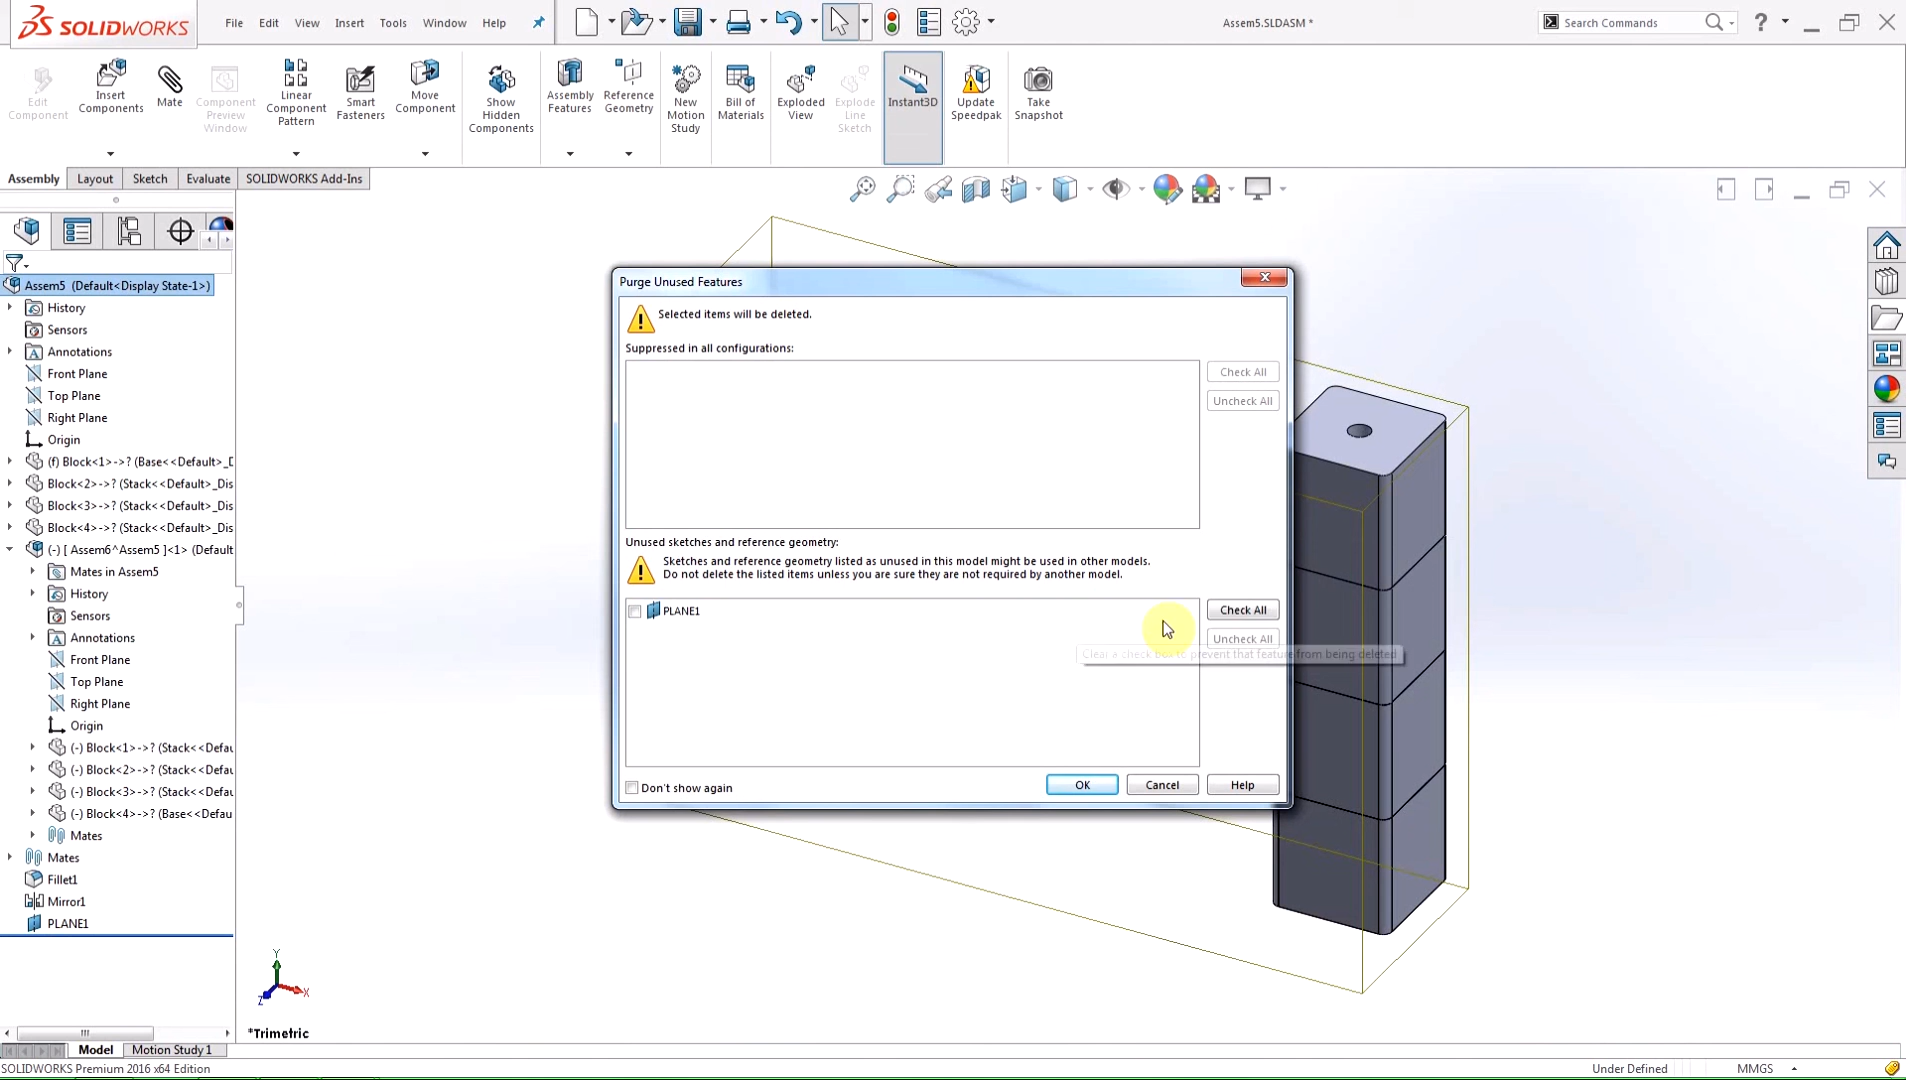 SOLIDWORKS
File Edit View Insert Tools Window Help
Assem5.SLDASM *
Search Commands
Edit Component
Insert Components
Mate
Component Preview Window
Linear Component Pattern
Smart Fasteners
Move Component
Show Hidden Components
Assembly Features
Reference Geometry
New Motion Study
Bill of Materials
Exploded View
Explode Line Sketch
Instant3D
Update Speedpak
Take Snapshot
Assembly Layout Sketch Evaluate SOLIDWORKS Add-Ins
Assem5 (Default<Display State-1>)
History
Sensors
Annotations
Front Plane
Top Plane
Right Plane
Origin
(f) Block<1>->? (Base<<Default>_D
Block<2>->? (Stack<<Default>_Dis
Block<3>->? (Stack<<Default>_Dis
Block<4>->? (Stack<<Default>_Dis
(-) [ Assem6^Assem5 ]<1> (Default
Mates in Assem5
History
Sensors
Annotations
Front Plane
Top Plane
Right Plane
Origin
(-) Block<1>->? (Stack<<Defau
(-) Block<2>->? (Stack<<Defau
(-) Block<3>->? (Stack<<Defau
(-) Block<4>->? (Base<<Defau
Mates
Mates
Fillet1
Mirror1
PLANE1
Purge Unused Features
Selected items will be deleted.
Suppressed in all configurations:
Check All
Uncheck All
Unused sketches and reference geometry:
Sketches and reference geometry listed as unused in this model might be used in other models.
Do not delete the listed items unless you are sure they are not required by another model.
PLANE1
Check All
Uncheck All
Clear a check box to prevent that feature from being deleted
Don't show again
OK Cancel Help
Y
X
Z
*Trimetric
Model Motion Study 1
SOLIDWORKS Premium 2016 x64 Edition
Under Defined MMGS